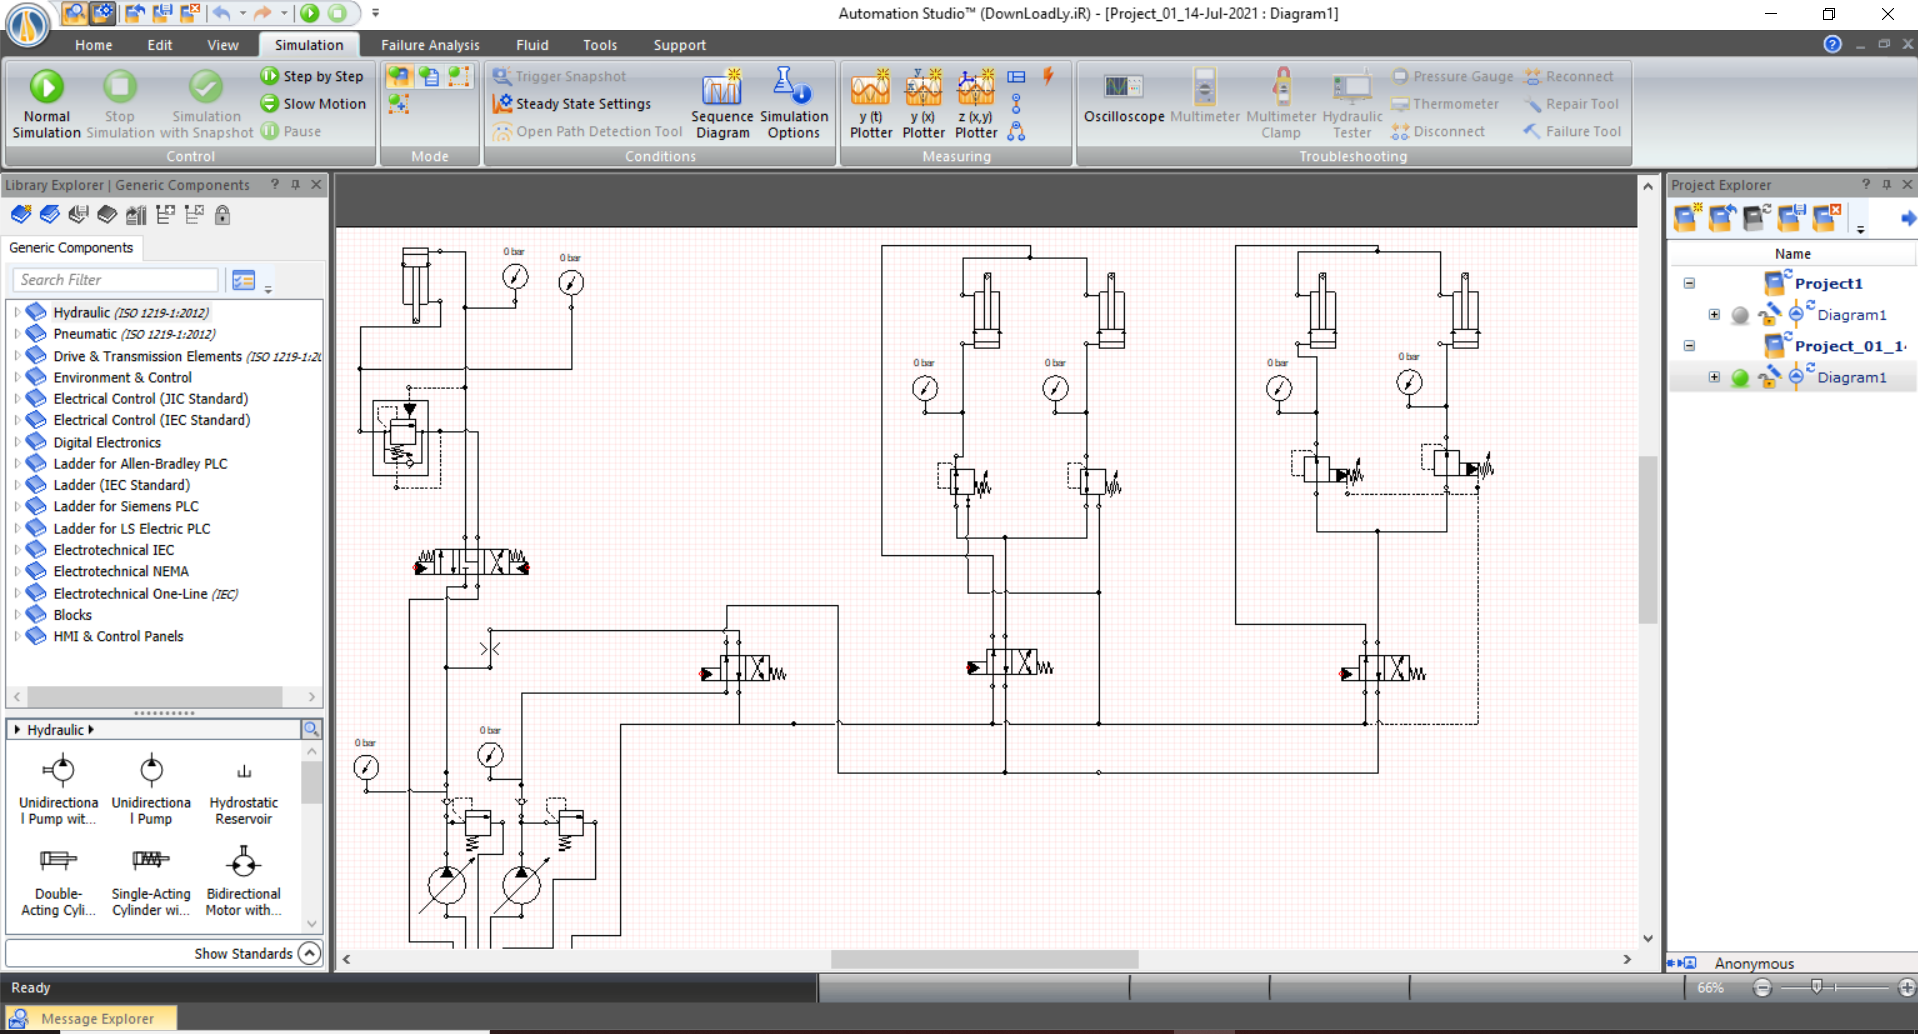 Automation Studio™ (DownLoadLy.iR) - [Project_01_14-Jul-2021 : Diagram1]
Home Edit View Simulation Failure Analysis Fluid Tools Support
Normal Simulation
Stop Simulation
Simulation with Snapshot
Step by Step
Slow Motion
Pause
Control
Mode
Trigger Snapshot
Steady State Settings
Open Path Detection Tool
Sequence Diagram
Simulation Options
Conditions
y (t) Plotter
y (x) Plotter
z (x,y) Plotter
Measuring
Oscilloscope
Multimeter
Multimeter Clamp
Hydraulic Tester
Pressure Gauge
Thermometer
Disconnect
Reconnect
Repair Tool
Failure Tool
Troubleshooting
Library Explorer | Generic Components
Generic Components
Search Filter
Hydraulic (ISO 1219-1:2012)
Pneumatic (ISO 1219-1:2012)
Drive & Transmission Elements (ISO 1219-1:20
Environment & Control
Electrical Control (JIC Standard)
Electrical Control (IEC Standard)
Digital Electronics
Ladder for Allen-Bradley PLC
Ladder (IEC Standard)
Ladder for Siemens PLC
Ladder for LS Electric PLC
Electrotechnical IEC
Electrotechnical NEMA
Electrotechnical One-Line (IEC)
Blocks
HMI & Control Panels
Hydraulic
Unidirectiona
l Pump wit...
Unidirectiona
l Pump
Hydrostatic
Reservoir
Double-
Acting Cyli...
Single-Acting
Cylinder wi...
Bidirectional
Motor with...
Show Standards
0 bar
0 bar
0 bar
0 bar
0 bar
0 bar
0 bar
0 bar
Project Explorer
Name
Project1
Diagram1
Project_01_14
Diagram1
Anonymous
Ready
66%
Message Explorer